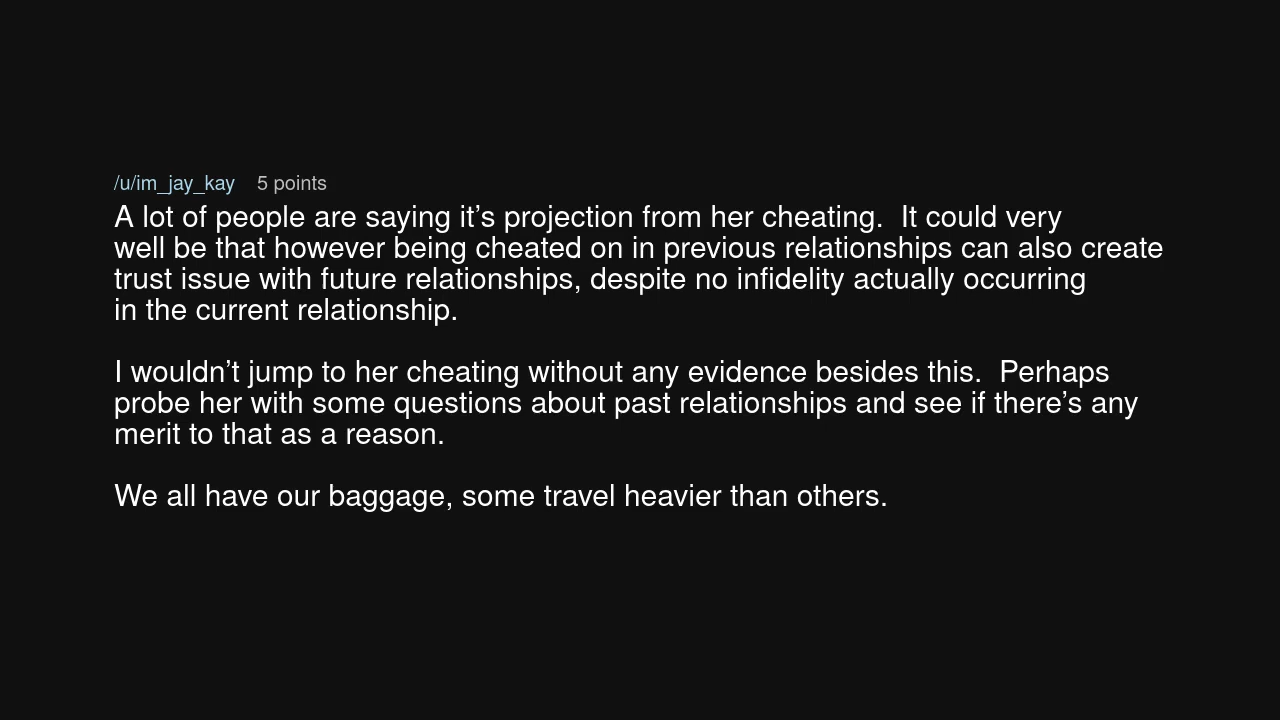 /u/im_jay_kay 5 points
A lot of people are saying it’s projection from her cheating.  It could very
well be that however being cheated on in previous relationships can also create
trust issue with future relationships, despite no infidelity actually occurring
in the current relationship.
I wouldn’t jump to her cheating without any evidence besides this.  Perhaps
probe her with some questions about past relationships and see if there’s any
merit to that as a reason.
We all have our baggage, some travel heavier than others.